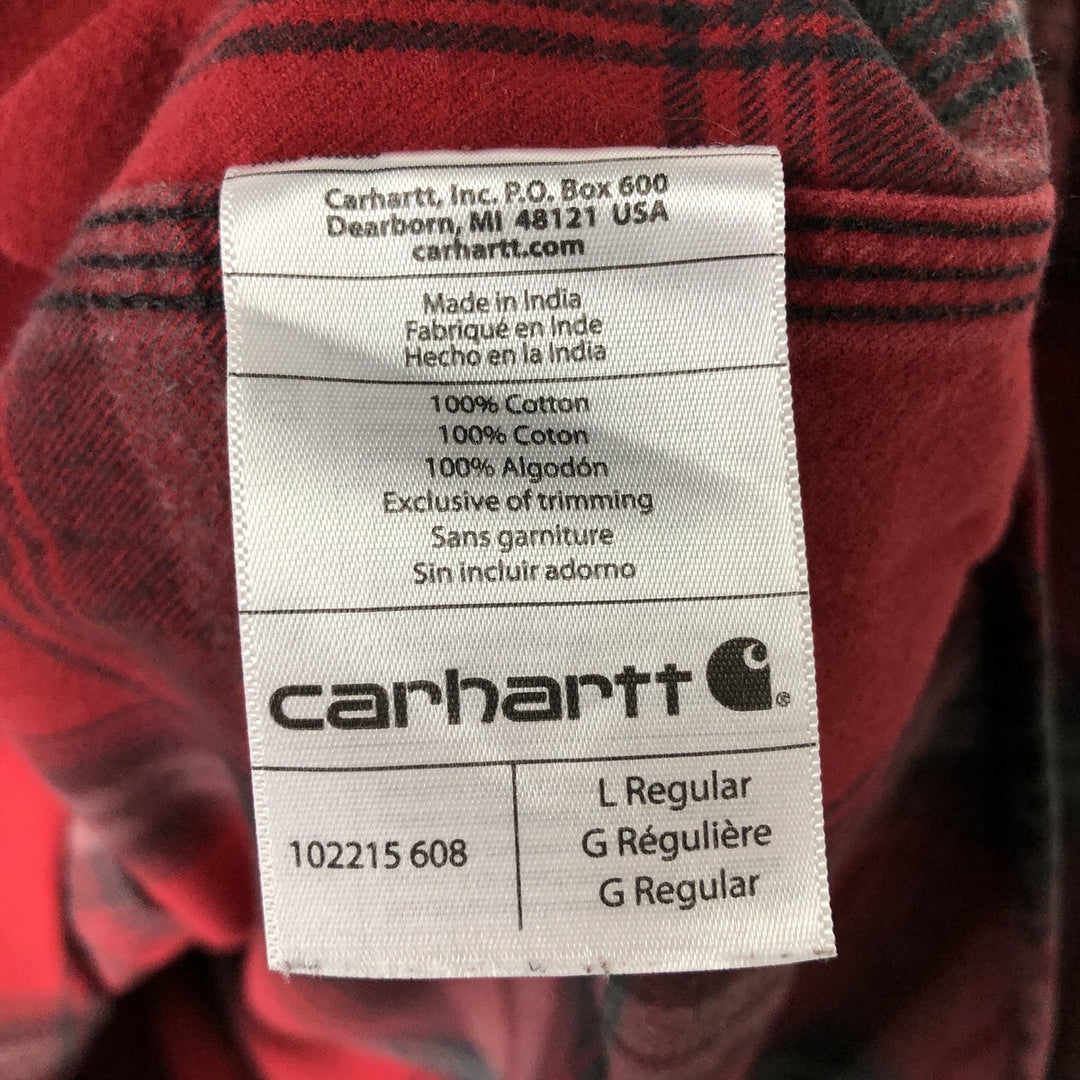 Carhartt, Inc. P.O. Box 600
Dearborn, MI 48121 USA
carhartt.com
Made in India
Fabriqué en Inde
Hecho en la India
100% Cotton
100% Coton
100% Algodón
Exclusive of trimming
Sans garniture
Sin incluir adorno
carhartt ®
102215 608
L Regular
G Régulière
G Regular